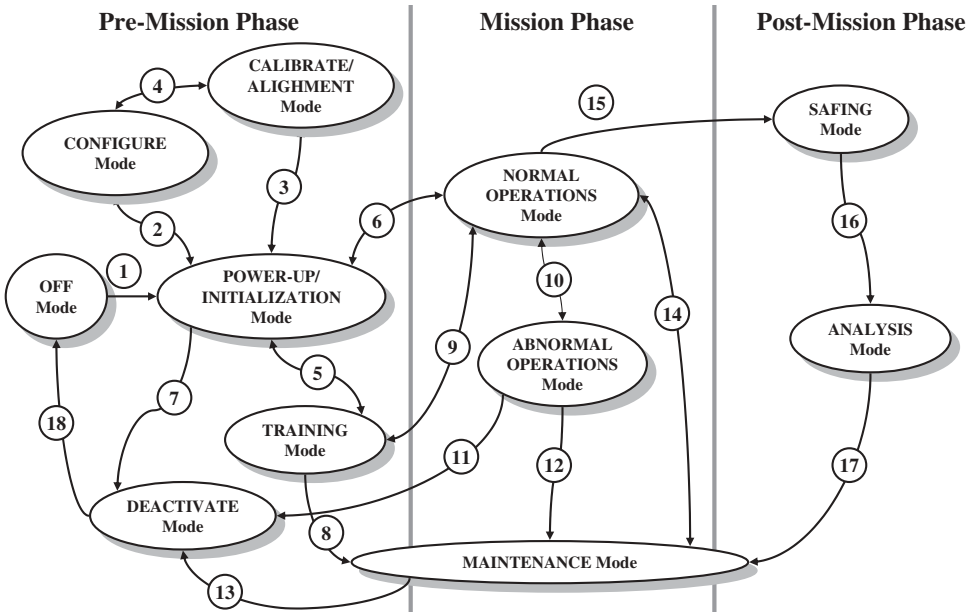 Pre-Mission Phase
Mission Phase
Post-Mission Phase
4
CALIBRATE/
ALIGHMENT
Mode
15
SAFING
Mode
CONFIGURE
Mode
3
NORMAL
OPERATIONS
Mode
2
6
16
1
OFF
Mode
POWER-UP/
INITIALIZATION
Mode
10
14
9
ABNORMAL
OPERATIONS
Mode
ANALYSIS
Mode
5
7
18
TRAINING
Mode
11
12
17
DEACTIVATE
Mode
8
MAINTENANCE Mode
13